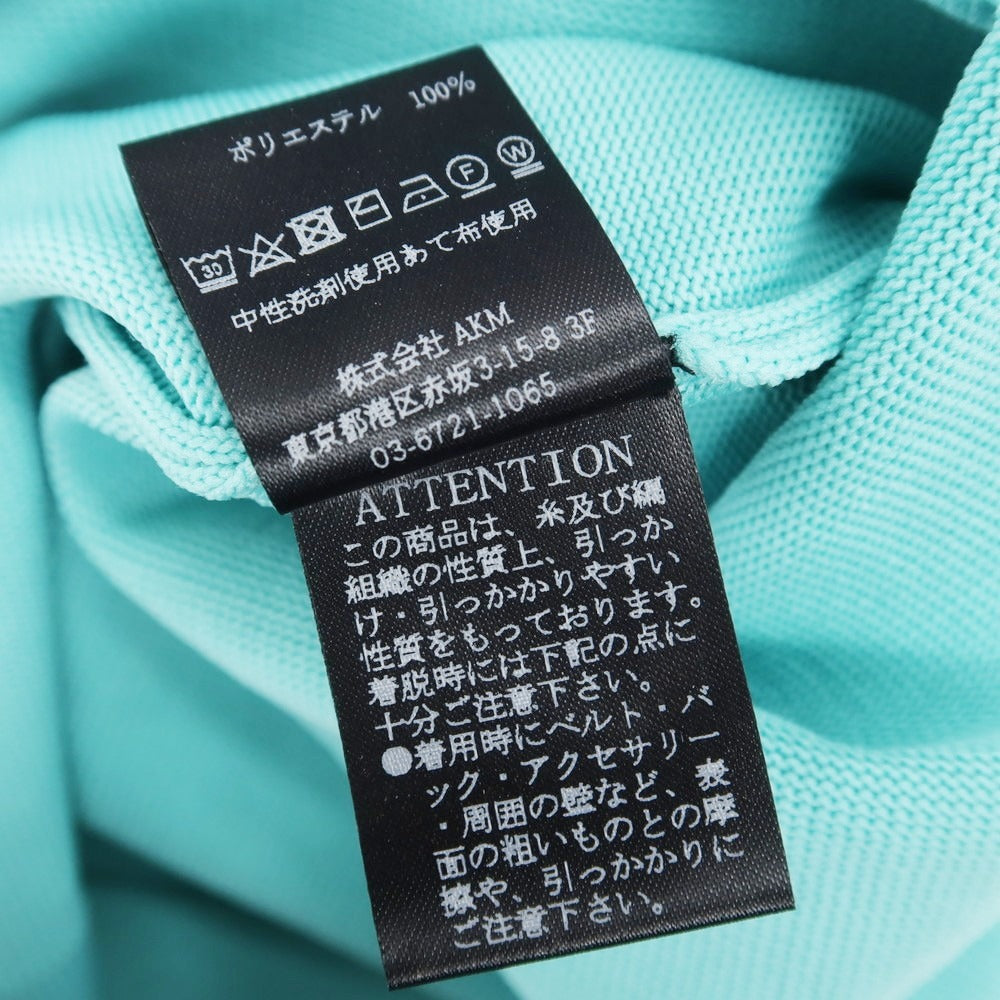 ポリエステル 100%
30 F W
中性洗剤使用あて布使用
株式会社 AKM
東京都港区赤坂3-15-8 3F
03-6721-1065
ATTENTION
この商品は、糸及び編
組織の性質上、引っか
け・引っかかりやすい
性質をもっております。
着脱時には下記の点に
十分ご注意下さい。
●着用時にベルト・バ
ック・アクセサリー
・周囲の壁など、表
面の粗いものとの摩
擦や、引っかかりに
ご注意下さい。